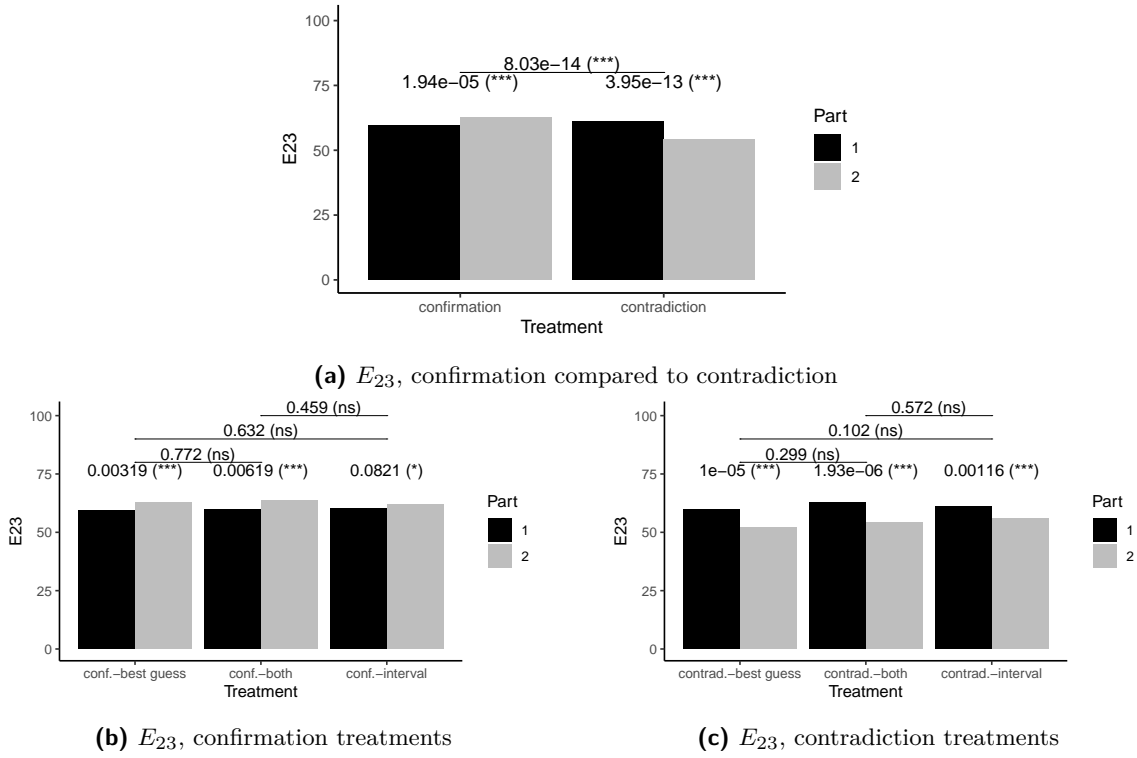 100
75
50
25
0
E23
8.03e−14 (***)
1.94e−05 (***)
3.95e−13 (***)
confirmation
contradiction
Treatment
Part
1
2
(a) E23, confirmation compared to contradiction
100
75
50
25
0
E23
0.459 (ns)
0.632 (ns)
0.772 (ns)
0.00319 (***)
0.00619 (***)
0.0821 (*)
conf.−best guess
conf.−both
conf.−interval
Treatment
Part
1
2
(b) E23, confirmation treatments
100
75
50
25
0
E23
0.572 (ns)
0.102 (ns)
0.299 (ns)
1e−05 (***)
1.93e−06 (***)
0.00116 (***)
contrad.−best guess
contrad.−both
contrad.−interval
Treatment
Part
1
2
(c) E23, contradiction treatments